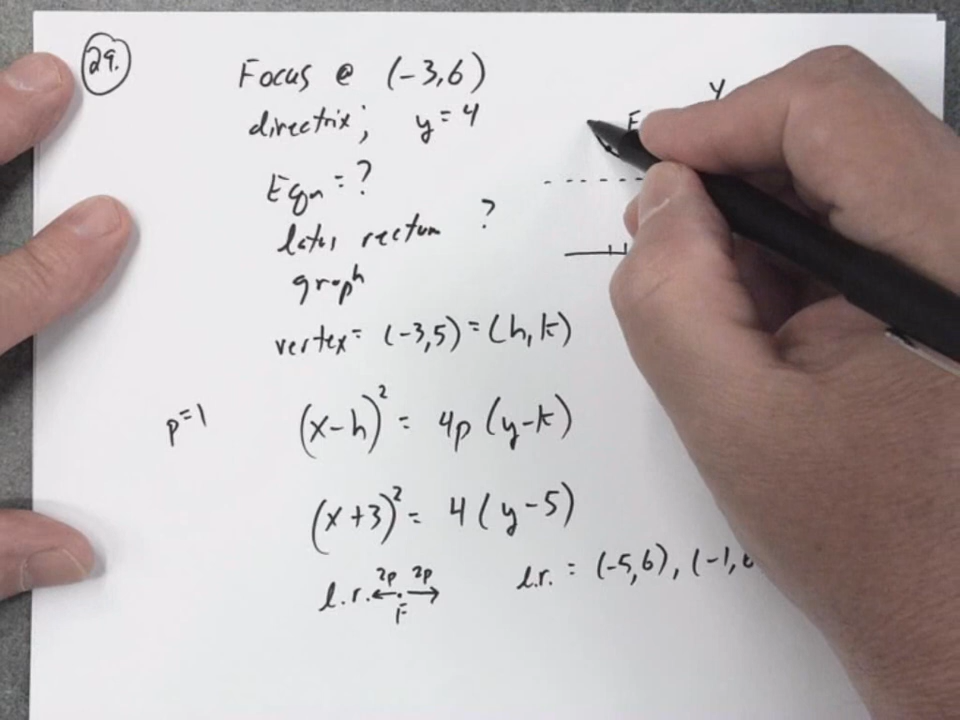 29.
Focus @ (-3,6)
directrix; y=4
Eqn = ?
latus rectum ?
graph
vertex = (-3,5) = (h,k)
p=1
(x-h)² = 4p (y-k)
(x+3)² = 4(y-5)
l.r. 2p 2p
F
l.r. : (-5,6), (-1,
y
F